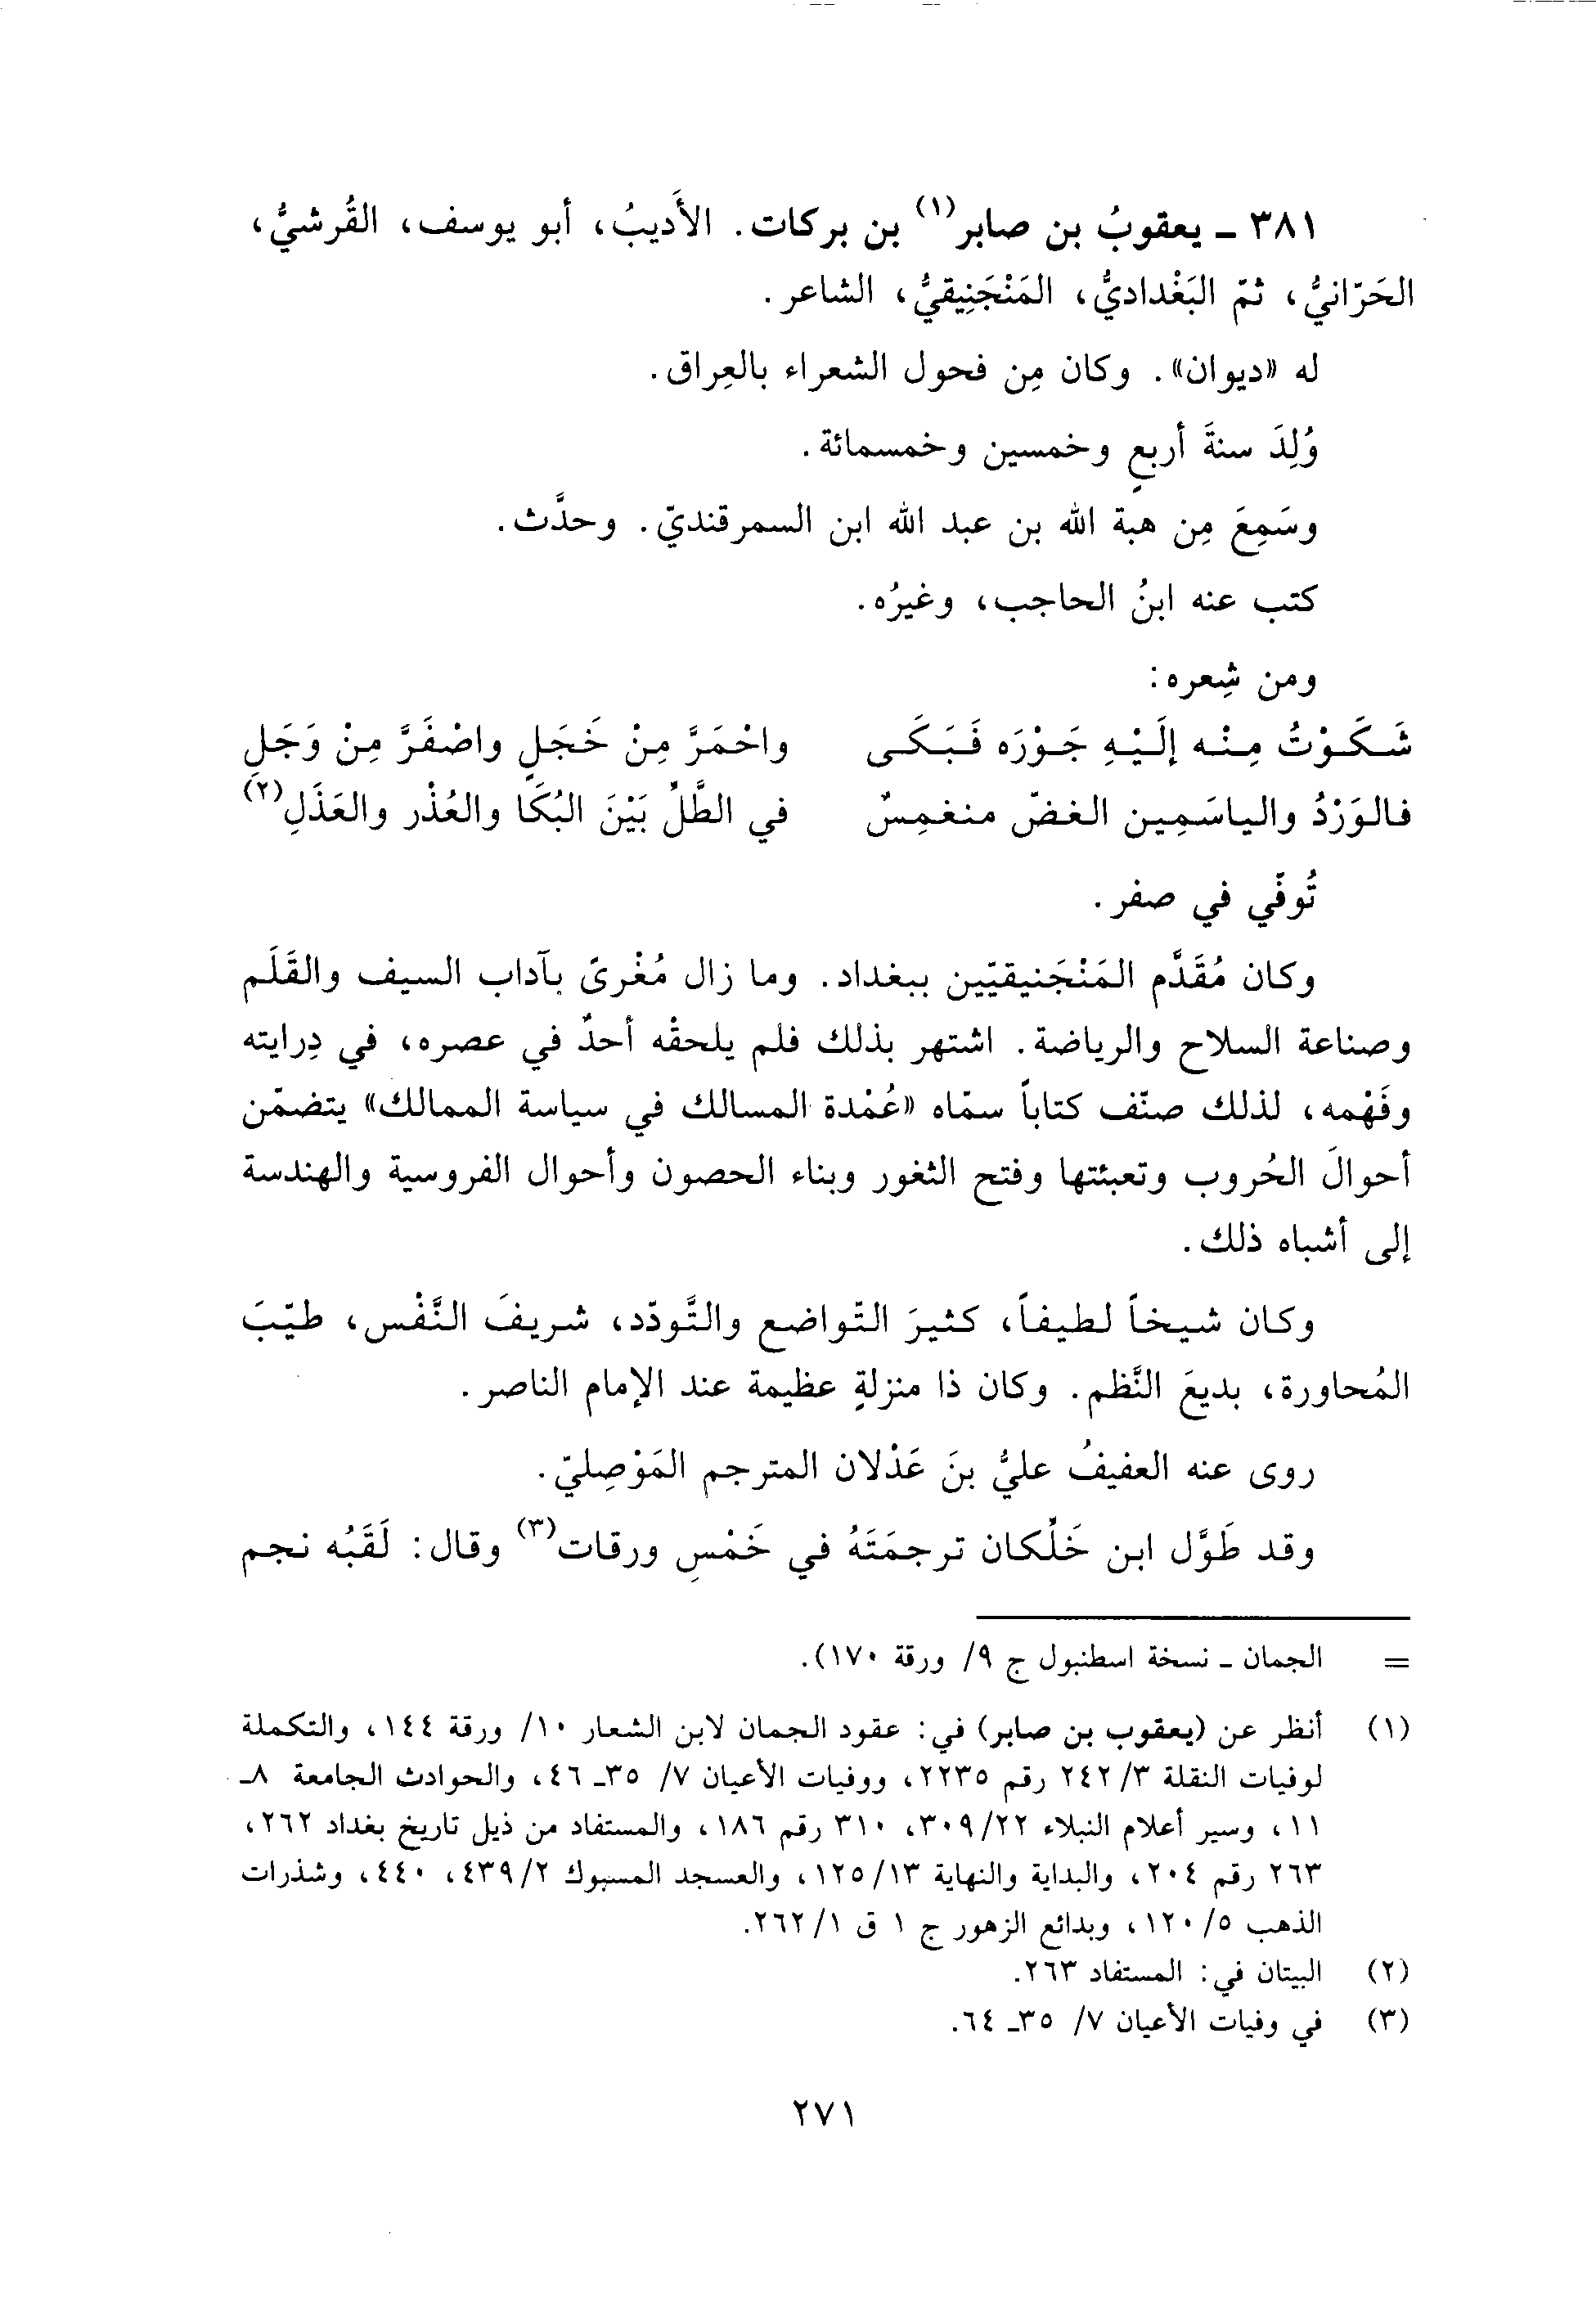 ٣٨١ ـ يعقوبُ بن صابر(١) بن بركات. الأَديبُ، أبو يوسف، القُرشيُّ،
الحَرّانيُّ، ثمّ البَغْداديُّ، المَنْجَنِيقيُّ، الشاعر.
له «ديوان». وكان مِن فحول الشعراء بالعِراق.
وُلِدَ سنةَ أربعٍ وخمسين وخمسمائة.
وسَمِعَ مِن هبة الله بن عبد الله ابن السمرقنديّ. وحدَّث.
كتب عنه ابنُ الحاجب، وغيرُه.
ومن شِعره:
شَكَوْتُ مِنْه إلَيْهِ جَوْرَه فَبَكَى واحْمَرَّ مِنْ خَجَلٍ واصْفَرَّ مِنْ وَجَلِ
فالوَرْدُ والياسَمِين الغضّ منغمِسٌ في الطَّلِّ بَيْنَ البُكَا والعُذْر والعَذَلِ(٢)
تُوفّي في صفر.
وكان مُقَدَّم المَنْجَنيقيّين ببغداد. وما زال مُغْرىً بآداب السيف والقَلَم
وصناعة السلاح والرياضة. اشتهر بذلك فلم يلحقْه أحدٌ في عصره، في دِرايته
وفَهْمه، لذلك صنّف كتاباً سمّاه «عُمْدة المسالك في سياسة الممالك» يتضمّن
أحوالَ الحُروب وتعبئتها وفتح الثغور وبناء الحصون وأحوال الفروسية والهندسة
إلى أشباه ذلك.
وكان شيخاً لطيفاً، كثيرَ التّواضع والتَّودّد، شريفَ النَّفْس، طيّبَ
المُحاورة، بديعَ النَّظم. وكان ذا منزلةٍ عظيمة عند الإمام الناصر.
روى عنه العفيفُ عليُّ بنَ عَذْلان المترجم المَوْصِليّ.
وقد طَوَّل ابن خَلِّكان ترجمَتَهُ في خَمْسِ ورقات(٣) وقال: لَقَبُه نجم
= الجمان ـ نسخة اسطنبول ج ٩/ ورقة ١٧٠).
(١) أنظر عن (يعقوب بن صابر) في: عقود الجمان لابن الشعار ١٠/ ورقة ١٤٤، والتكملة
لوفيات النقلة ٢٤٢/٣ رقم ٢٢٣٥، ووفيات الأعيان ٧/ ٣٥ـ ٤٦، والحوادث الجامعة ٨ـ
١١، وسير أعلام النبلاء ٣٠٩/٢٢، ٣١٠ رقم ١٨٦، والمستفاد من ذيل تاريخ بغداد ٢٦٢،
٢٦٣ رقم ٢٠٤، والبداية والنهاية ١٢٥/١٣، والعسجد المسبوك ٤٣٩/٢، ٤٤٠، وشذرات
الذهب ١٢٠/٥، وبدائع الزهور ج ١ ق ٢٦٢/١.
(٢) البيتان في: المستفاد ٢٦٣.
(٣) في وفيات الأعيان ٧/ ٣٥ـ ٦٤.
٢٧١